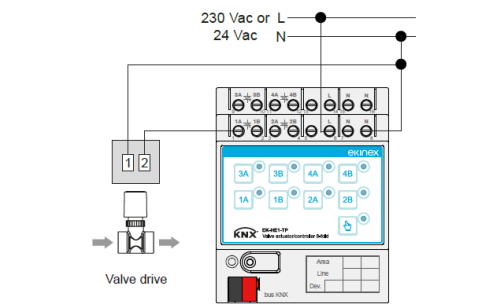 230 Vac or L
24 Vac N
3A 3B 4A 4B L N N
1A 1B 2A 2B L N N
1 2
ekinex
3A 3B 4A 4B
1A 1B 2A 2B
KNX EK-HE1-TP
Valve actuator/controller 8-fold
Area
Line
Dev.
bus KNX
Valve drive